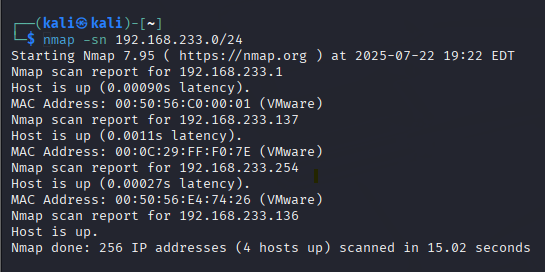 ┌──(kali㉿kali)-[~]
└─$ nmap -sn 192.168.233.0/24
Starting Nmap 7.95 ( https://nmap.org ) at 2025-07-22 19:22 EDT
Nmap scan report for 192.168.233.1
Host is up (0.00090s latency).
MAC Address: 00:50:56:C0:00:01 (VMware)
Nmap scan report for 192.168.233.137
Host is up (0.0011s latency).
MAC Address: 00:0C:29:FF:F0:7E (VMware)
Nmap scan report for 192.168.233.254
Host is up (0.00027s latency).
MAC Address: 00:50:56:E4:74:26 (VMware)
Nmap scan report for 192.168.233.136
Host is up.
Nmap done: 256 IP addresses (4 hosts up) scanned in 15.02 seconds